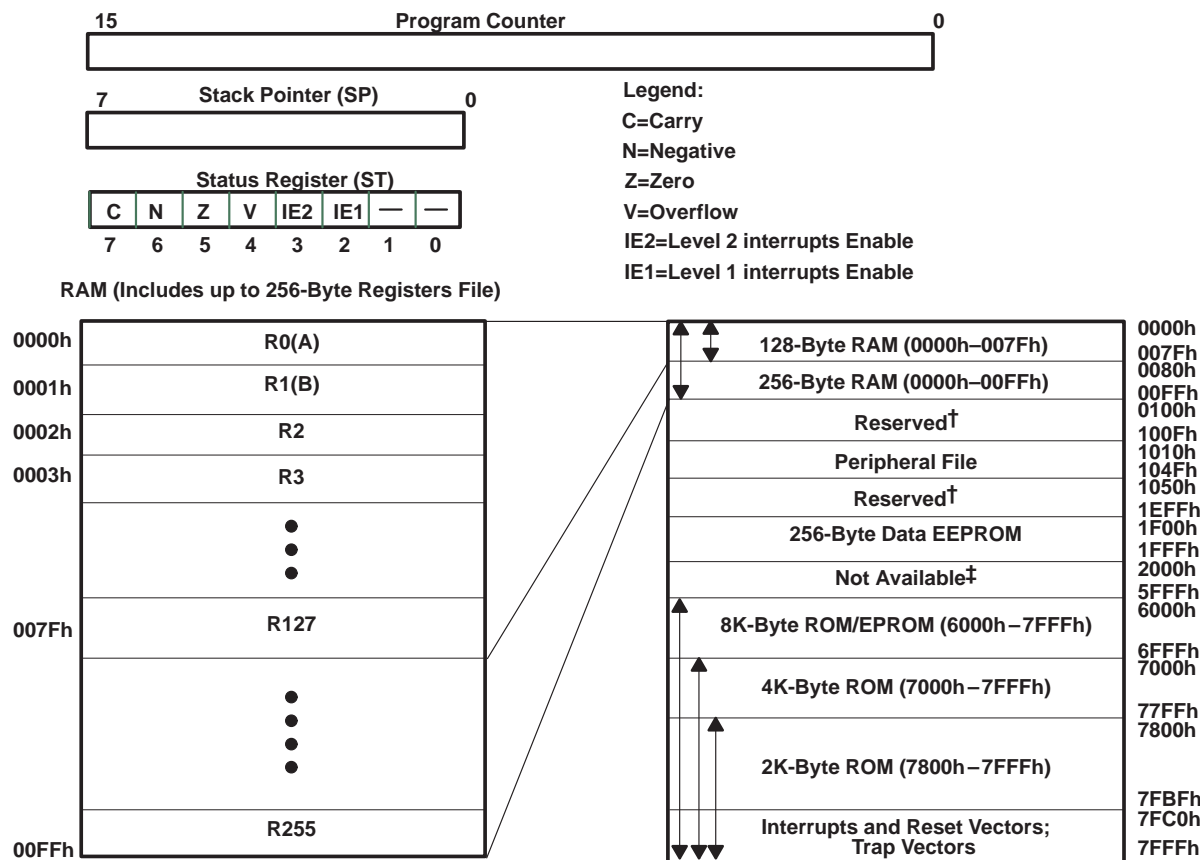 15 Program Counter 0
7 Stack Pointer (SP) 0
Status Register (ST)
C N Z V IE2 IE1 — —
7 6 5 4 3 2 1 0
Legend:
C=Carry
N=Negative
Z=Zero
V=Overflow
IE2=Level 2 interrupts Enable
IE1=Level 1 interrupts Enable
RAM (Includes up to 256-Byte Registers File)
0000h R0(A)
0001h R1(B)
0002h R2
0003h R3
007Fh R127
R255
00FFh
0000h
128-Byte RAM (0000h–007Fh)
007Fh
0080h
256-Byte RAM (0000h–00FFh)
00FFh
0100h
Reserved†
100Fh
1010h
Peripheral File
104Fh
1050h
Reserved†
1EFFh
1F00h
256-Byte Data EEPROM
1FFFh
2000h
Not Available‡
5FFFh
6000h
8K-Byte ROM/EPROM (6000h–7FFFh)
6FFFh
7000h
4K-Byte ROM (7000h–7FFFh)
77FFh
7800h
2K-Byte ROM (7800h–7FFFh)
7FBFh
7FC0h
Interrupts and Reset Vectors;
Trap Vectors
7FFFh